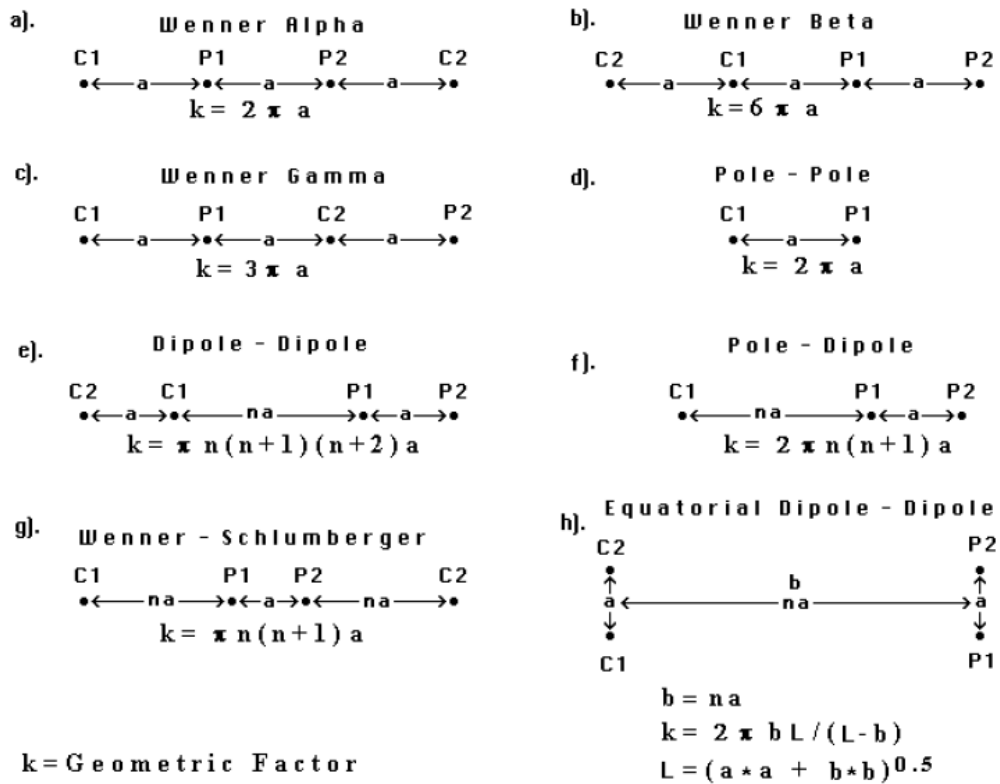 a). Wenner Alpha
C1 P1 P2 C2
a a a
k = 2 π a
b). Wenner Beta
C2 C1 P1 P2
a a a
k=6 π a
c). Wenner Gamma
C1 P1 C2 P2
a a a
k = 3 π a
d). Pole - Pole
C1 P1
a
k = 2 π a
e). Dipole - Dipole
C2 C1 P1 P2
a na a
k = π n(n+1)(n+2)a
f). Pole - Dipole
C1 P1 P2
na a
k = 2 π n(n+1)a
g). Wenner - Schlumberger
C1 P1 P2 C2
na a na
k = π n(n+1)a
h). Equatorial Dipole - Dipole
C2 P2
b
a na a
C1 P1
b = na
k = 2 π bL/(L-b)
L=(a*a + b*b)^0.5
k=Geometric Factor